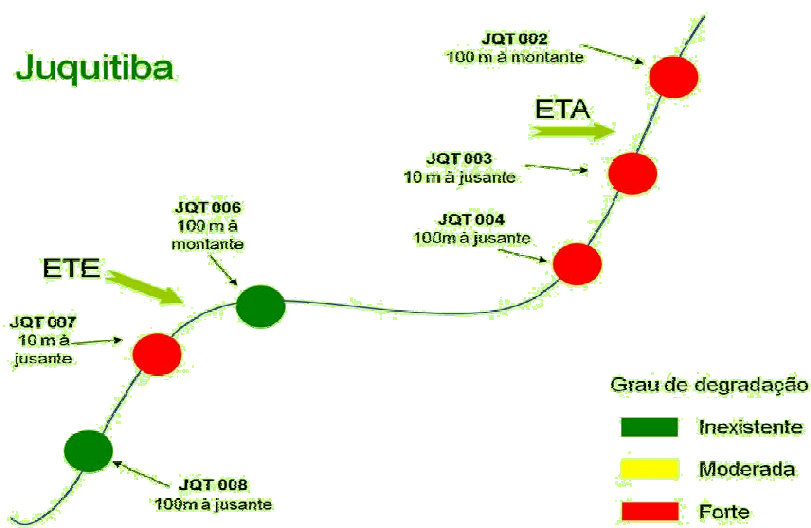 Juquitiba
JQT 002
100 m à montante
ETA
JQT 003
10 m à jusante
JQT 004
100m à jusante
JQT 006
100 m à
montante
ETE
JQT 007
10 m à
jusante
JQT 008
100m à jusante
Grau de degradação
Inexistente
Moderada
Forte